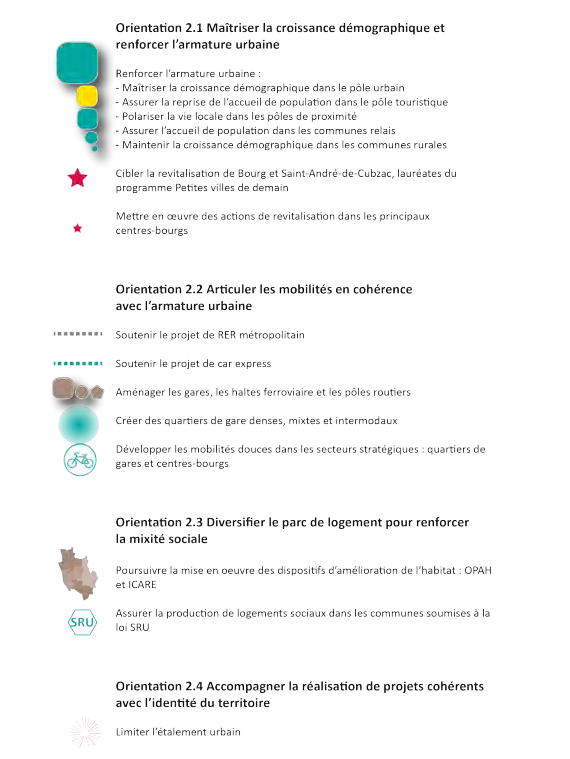 Orientation 2.1 Maîtriser la croissance démographique et
renforcer l'armature urbaine
Renforcer l'armature urbaine :
- Maîtriser la croissance démographique dans le pôle urbain
- Assurer la reprise de l'accueil de population dans le pôle touristique
- Polariser la vie locale dans les pôles de proximité
- Assurer l'accueil de population dans les communes relais
- Maintenir la croissance démographique dans les communes rurales
Cibler la revitalisation de Bourg et Saint-André-de-Cubzac, lauréates du
programme Petites villes de demain
Mettre en œuvre des actions de revitalisation dans les principaux
centres-bourgs
Orientation 2.2 Articuler les mobilités en cohérence
avec l'armature urbaine
Soutenir le projet de RER métropolitain
Soutenir le projet de car express
Aménager les gares, les haltes ferroviaire et les pôles routiers
Créer des quartiers de gare denses, mixtes et intermodaux
Développer les mobilités douces dans les secteurs stratégiques : quartiers de
gares et centres-bourgs
Orientation 2.3 Diversifier le parc de logement pour renforcer
la mixité sociale
Poursuivre la mise en oeuvre des dispositifs d'amélioration de l'habitat : OPAH
et ICARE
SRU
Assurer la production de logements sociaux dans les communes soumises à la
loi SRU
Orientation 2.4 Accompagner la réalisation de projets cohérents
avec l'identité du territoire
Limiter l'étalement urbain